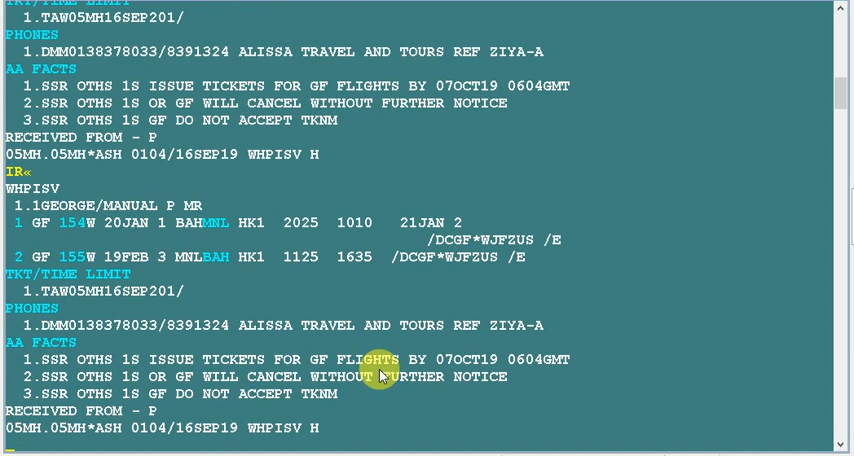 TKT/TIME LIMIT
1.TAW05MH16SEP201/
PHONES
1.DMM0138378033/8391324 ALISSA TRAVEL AND TOURS REF ZIYA-A
AA FACTS
1.SSR OTHS 1S ISSUE TICKETS FOR GF FLIGHTS BY 07OCT19 0604GMT
2.SSR OTHS 1S OR GF WILL CANCEL WITHOUT FURTHER NOTICE
3.SSR OTHS 1S GF DO NOT ACCEPT TKNM
RECEIVED FROM - P
05MH.05MH*ASH 0104/16SEP19 WHPISV H
IR«
WHPISV
1.1GEORGE/MANUAL P MR
1 GF 154W 20JAN 1 BAHMNL HK1 2025 1010 21JAN 2
/DCGF*WJFZUS /E
2 GF 155W 19FEB 3 MNLBAH HK1 1125 1635 /DCGF*WJFZUS /E
TKT/TIME LIMIT
1.TAW05MH16SEP201/
PHONES
1.DMM0138378033/8391324 ALISSA TRAVEL AND TOURS REF ZIYA-A
AA FACTS
1.SSR OTHS 1S ISSUE TICKETS FOR GF FLIGHTS BY 07OCT19 0604GMT
2.SSR OTHS 1S OR GF WILL CANCEL WITHOUT FURTHER NOTICE
3.SSR OTHS 1S GF DO NOT ACCEPT TKNM
RECEIVED FROM - P
05MH.05MH*ASH 0104/16SEP19 WHPISV H